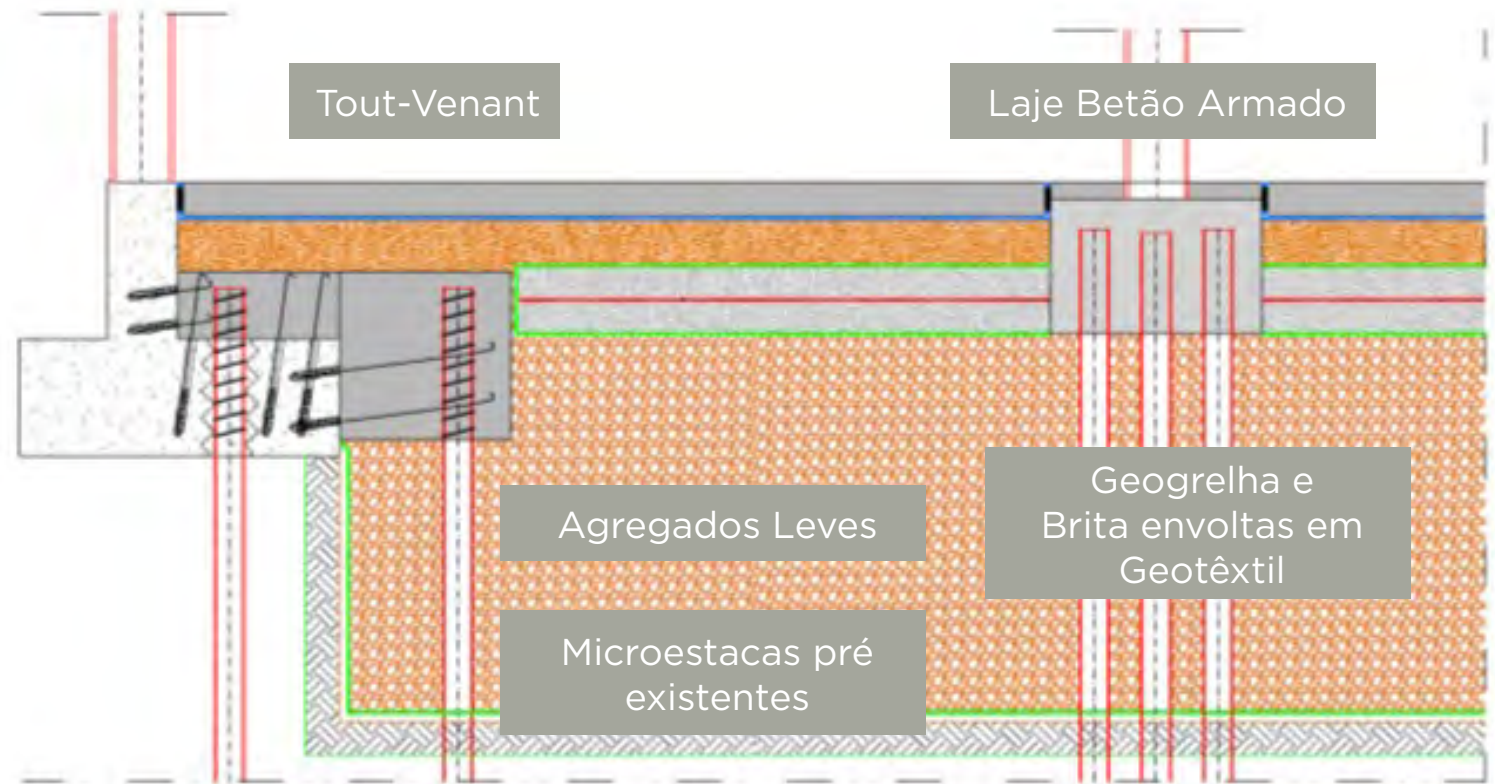 Tout-Venant
Laje Betão Armado
Agregados Leves
Geogrelha e
Brita envoltas em
Geotêxtil
Microestacas pré
existentes